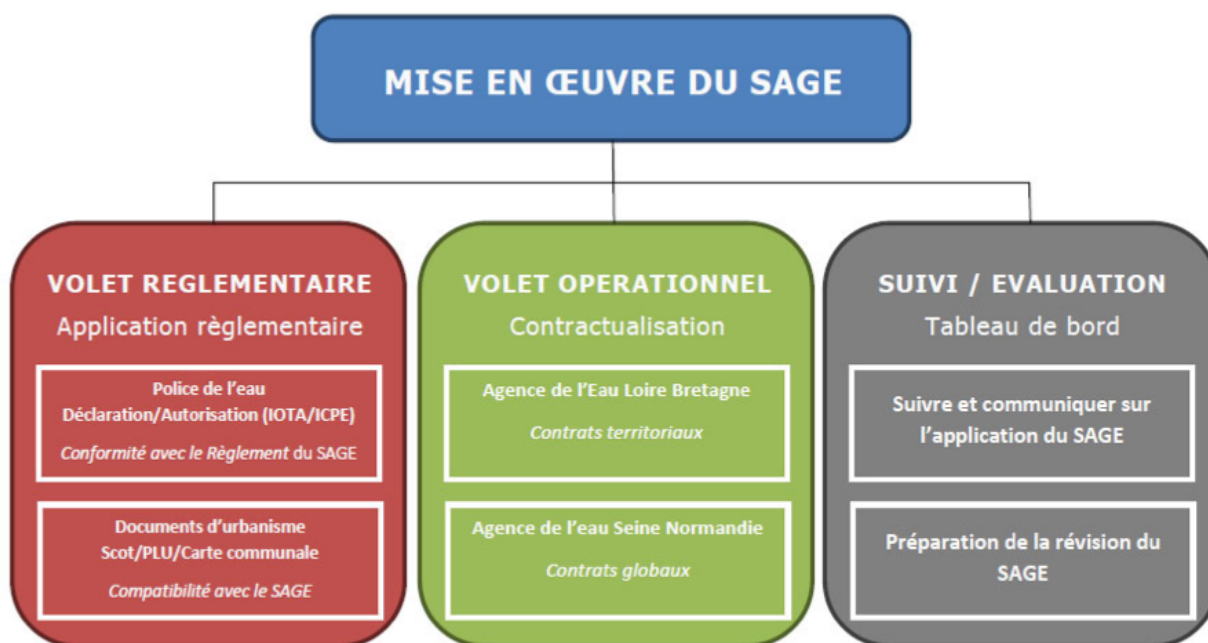 MISE EN ŒUVRE DU SAGE
VOLET REGLEMENTAIRE
Application règlementaire
Police de l'eau
Déclaration/Autorisation (IOTA/ICPE)
Conformité avec le Règlement du SAGE
Documents d'urbanisme
Scot/PLU/Carte communale
Compatibilité avec le SAGE
VOLET OPERATIONNEL
Contractualisation
Agence de l'Eau Loire Bretagne
Contrats territoriaux
Agence de l'eau Seine Normandie
Contrats globaux
SUIVI / EVALUATION
Tableau de bord
Suivre et communiquer sur
l'application du SAGE
Préparation de la révision du
SAGE